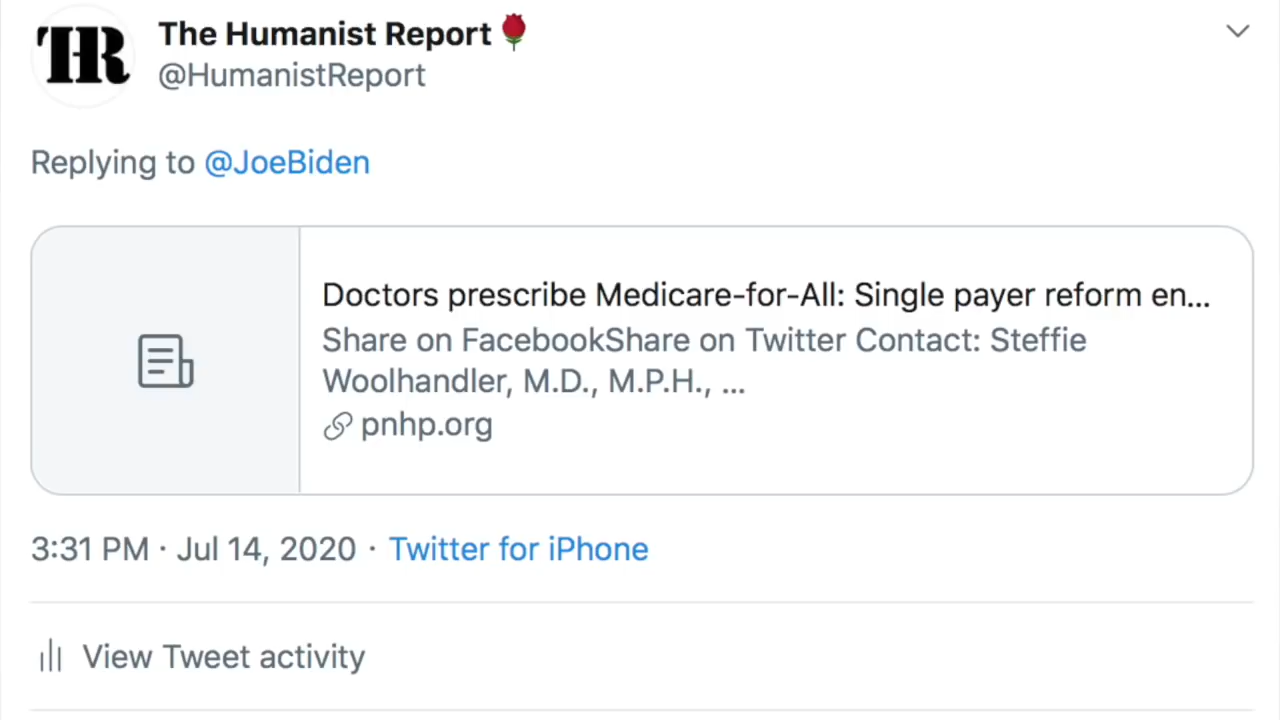 THR
The Humanist Report🌹
@HumanistReport
Replying to @JoeBiden
Doctors prescribe Medicare-for-All: Single payer reform en...
Share on FacebookShare on Twitter Contact: Steffie
Woolhandler, M.D., M.P.H., ...
pnhp.org
3:31 PM · Jul 14, 2020 · Twitter for iPhone
View Tweet activity